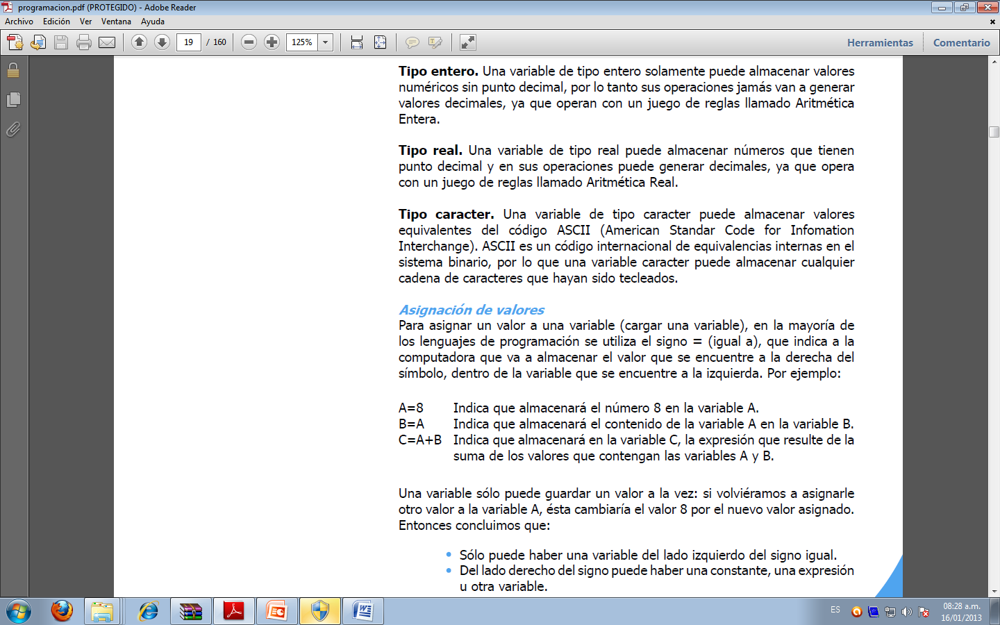 programacion.pdf (PROTEGIDO) - Adobe Reader
Archivo Edición Ver Ventana Ayuda
19 / 160 125% Herramientas Comentario
Tipo entero. Una variable de tipo entero solamente puede almacenar valores
numéricos sin punto decimal, por lo tanto sus operaciones jamás van a generar
valores decimales, ya que operan con un juego de reglas llamado Aritmética
Entera.
Tipo real. Una variable de tipo real puede almacenar números que tienen
punto decimal y en sus operaciones puede generar decimales, ya que opera
con un juego de reglas llamado Aritmética Real.
Tipo caracter. Una variable de tipo caracter puede almacenar valores
equivalentes del código ASCII (American Standar Code for Infomation
Interchange). ASCII es un código internacional de equivalencias internas en el
sistema binario, por lo que una variable caracter puede almacenar cualquier
cadena de caracteres que hayan sido tecleados.
Asignación de valores
Para asignar un valor a una variable (cargar una variable), en la mayoría de
los lenguajes de programación se utiliza el signo = (igual a), que indica a la
computadora que va a almacenar el valor que se encuentre a la derecha del
símbolo, dentro de la variable que se encuentre a la izquierda. Por ejemplo:
A=8 Indica que almacenará el número 8 en la variable A.
B=A Indica que almacenará el contenido de la variable A en la variable B.
C=A+B Indica que almacenará en la variable C, la expresión que resulte de la
suma de los valores que contengan las variables A y B.
Una variable sólo puede guardar un valor a la vez: si volviéramos a asignarle
otro valor a la variable A, ésta cambiaría el valor 8 por el nuevo valor asignado.
Entonces concluimos que:
• Sólo puede haber una variable del lado izquierdo del signo igual.
• Del lado derecho del signo puede haber una constante, una expresión
u otra variable.
ES 08:28 a.m.
16/01/2013